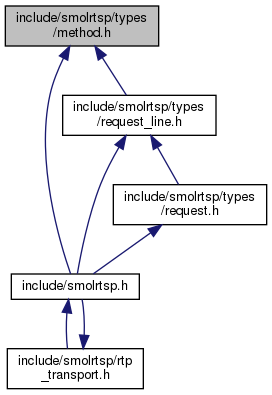 include/smolrtsp/types
/method.h
include/smolrtsp/types
/request_line.h
include/smolrtsp/types
/request.h
include/smolrtsp.h
include/smolrtsp/rtp
_transport.h